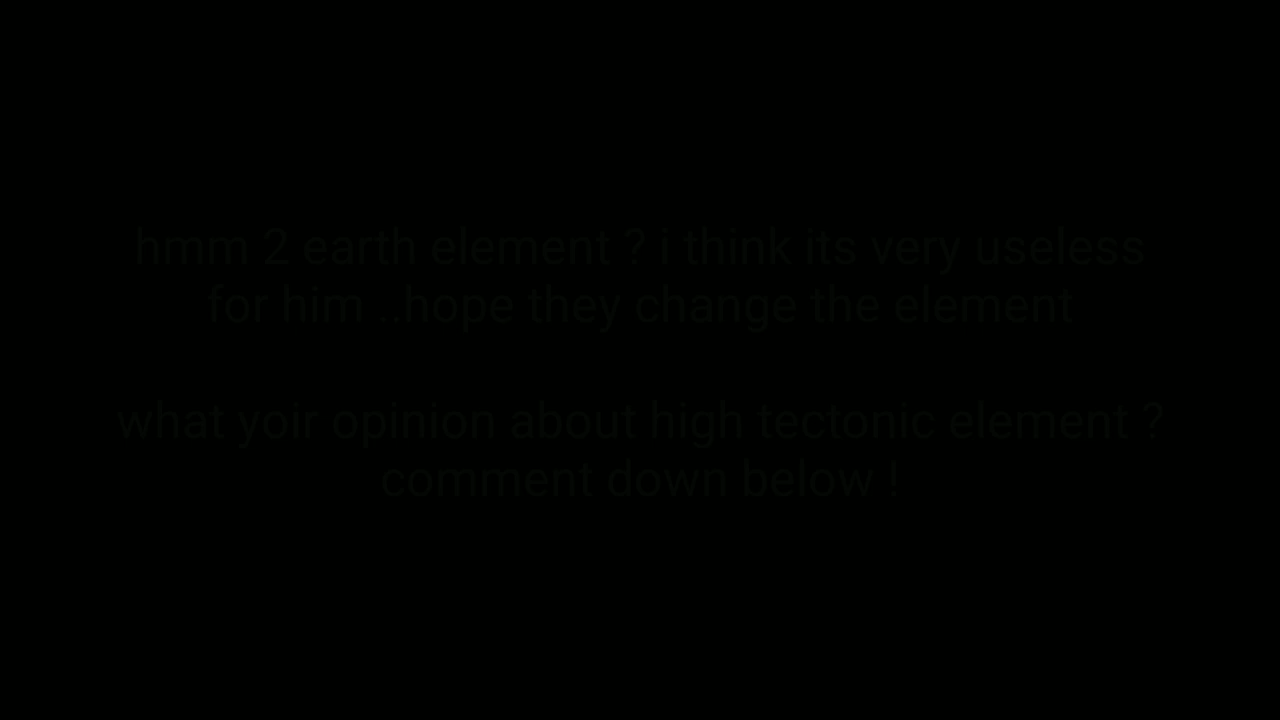 hmm 2 earth element ? i think its very useless
for him ..hope they change the element
what yoir opinion about high tectonic element ?
comment down below !